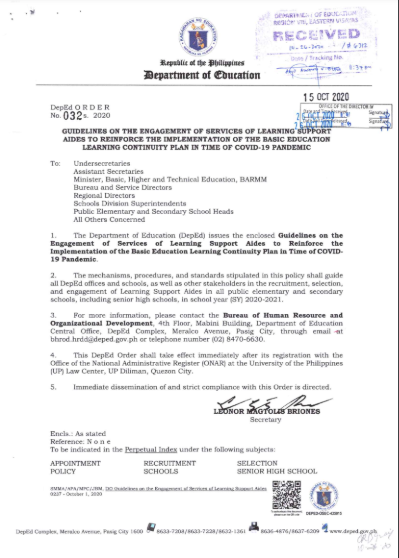 DEPARTMENT OF EDUCATION
REGION VIII, EASTERN VISAYAS
RECEIVED
Republic of the Philippines
Department of Education
15 OCT 2020
OFFICE OF THE DIRECTOR IV
DepEd ORDER
No. 032 s. 2020
GUIDELINES ON THE ENGAGEMENT OF SERVICES OF LEARNING SUPPORT
AIDES TO REINFORCE THE IMPLEMENTATION OF THE BASIC EDUCATION
LEARNING CONTINUITY PLAN IN TIME OF COVID-19 PANDEMIC
To: Undersecretaries
Assistant Secretaries
Minister, Basic, Higher and Technical Education, BARMM
Bureau and Service Directors
Regional Directors
Schools Division Superintendents
Public Elementary and Secondary School Heads
All Others Concerned
1. The Department of Education (DepEd) issues the enclosed Guidelines on the
Engagement of Services of Learning Support Aides to Reinforce the
Implementation of the Basic Education Learning Continuity Plan In Time of COVID-
19 Pandemic.
2. The mechanisms, procedures, and standards stipulated in this policy shall guide
all DepEd offices and schools, as well as other stakeholders in the recruitment, selection,
and engagement of Learning Support Aides in all public elementary and secondary
schools, including senior high schools, in school year (SY) 2020-2021.
3. For more information, please contact the Bureau of Human Resource and
Organizational Development, 4th Floor, Mabini Building, Department of Education
Central Office, DepEd Complex, Meralco Avenue, Pasig City, through email at
bhrod.hrdd@deped.gov.ph or telephone number (02) 8470-6630.
4. This DepEd Order shall take effect immediately after its registration with the
Office of the National Administrative Register (ONAR) at the University of the Philippines
(UP) Law Center, UP Diliman, Quezon City.
5. Immediate dissemination of and strict compliance with this Order is directed.
LEONOR MAGTOLIS BRIONES
Secretary
Encls.: As stated
Reference: N o n e
To be indicated in the Perpetual Index under the following subjects:
APPOINTMENT RECRUITMENT SELECTION
POLICY SCHOOLS SENIOR HIGH SCHOOL
DO Guidelines on the Engagement of Services of Learning Support Aides
0227 - October 1, 2020
DepEd Complex, Meralco Avenue, Pasig City 1600 8633-7208/8633-7228/8632-1361 8636-4876/8637-6209 www.deped.gov.ph